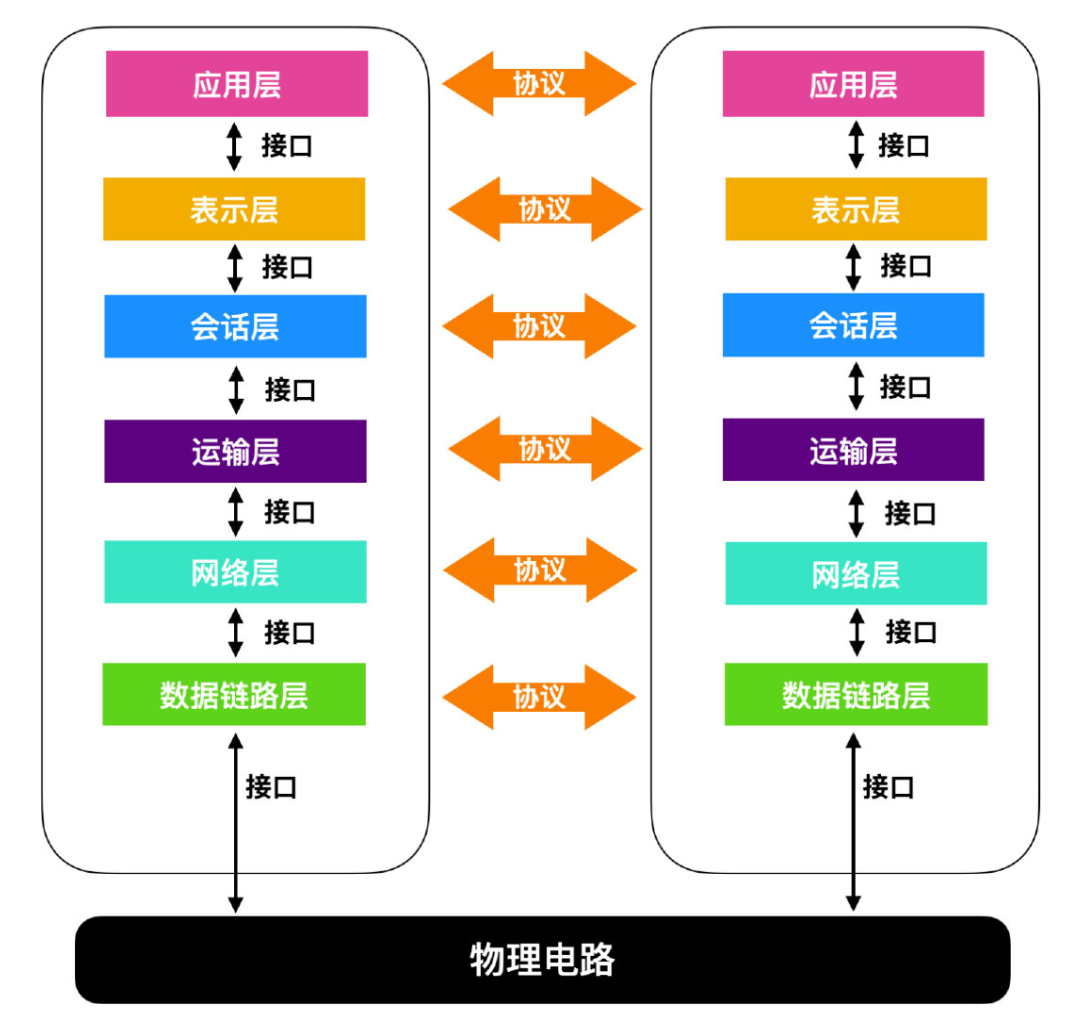 应用层 协议 应用层
接口 接口
表示层 协议 表示层
接口 接口
会话层 协议 会话层
接口 接口
运输层 协议 运输层
接口 接口
网络层 协议 网络层
接口 接口
数据链路层 协议 数据链路层
接口 接口
物理电路